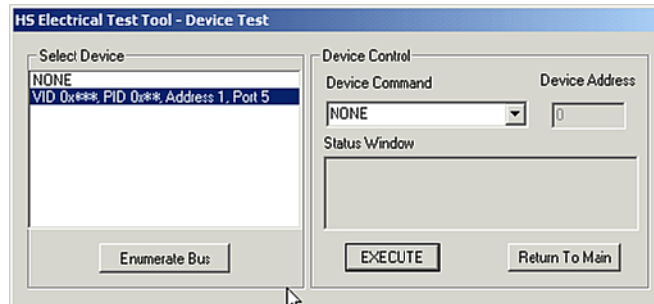 HS Electrical Test Tool - Device Test
Select Device
NONE
VID 0x***, PID 0x**, Address 1, Port 5
Enumerate Bus
Device Control
Device Command
Device Address
NONE
0
Status Window
EXECUTE
Return To Main